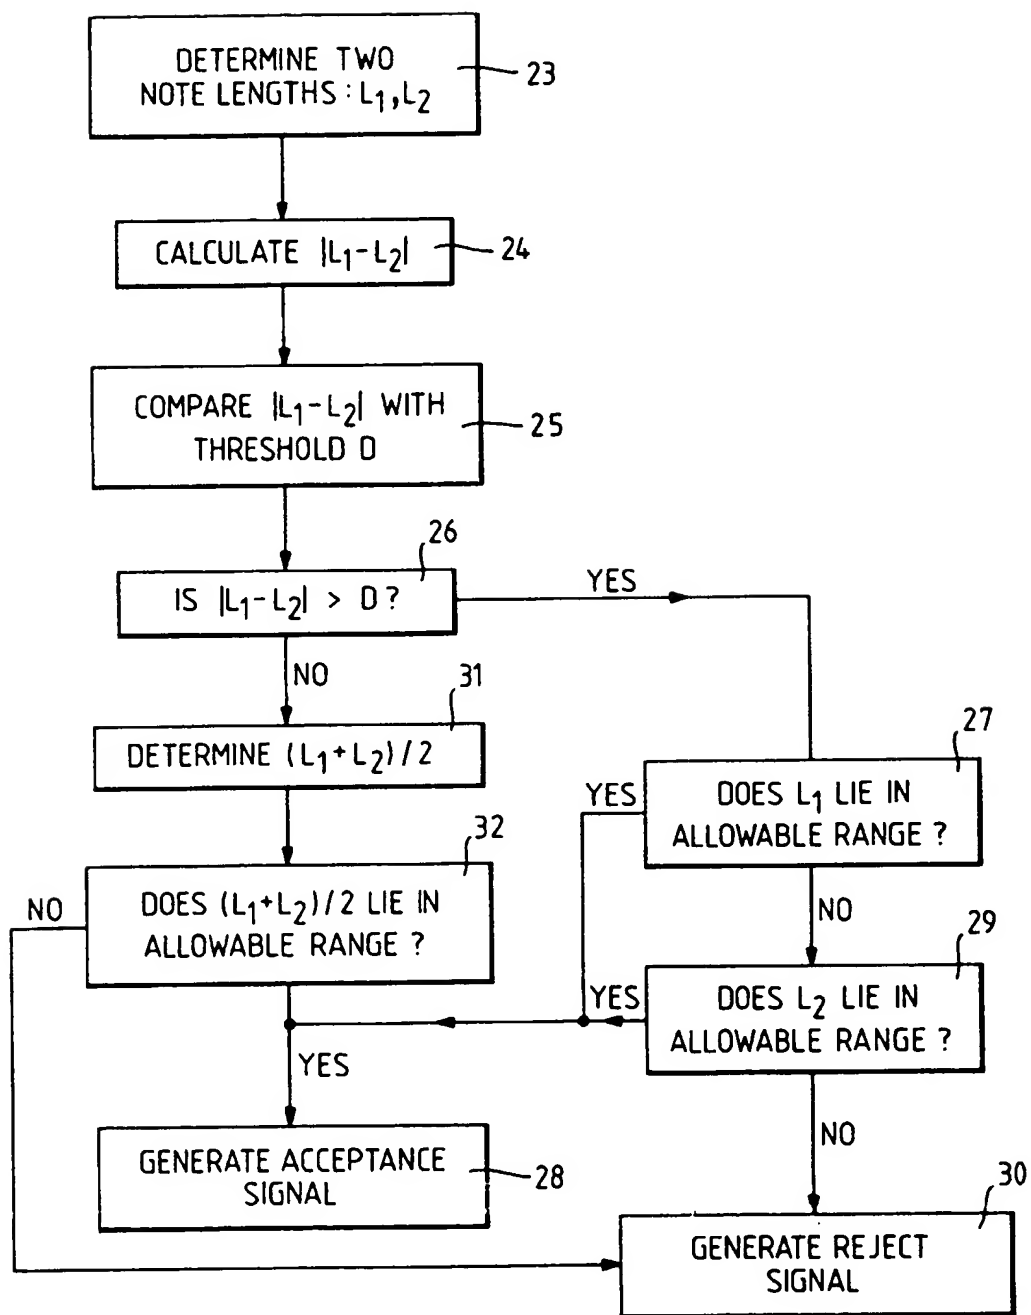 DETERMINE TWO
NOTE LENGTHS : L₁, L₂
23
CALCULATE |L₁-L₂|
24
COMPARE |L₁-L₂| WITH
THRESHOLD D
25
26
IS |L₁-L₂| > D ?
YES
NO
31
DETERMINE (L₁+L₂)/2
27
DOES L₁ LIE IN
ALLOWABLE RANGE ?
YES
NO
32
DOES (L₁+L₂)/2 LIE IN
ALLOWABLE RANGE ?
NO
YES
29
DOES L₂ LIE IN
ALLOWABLE RANGE ?
YES
NO
GENERATE ACCEPTANCE
SIGNAL
28
30
GENERATE REJECT
SIGNAL